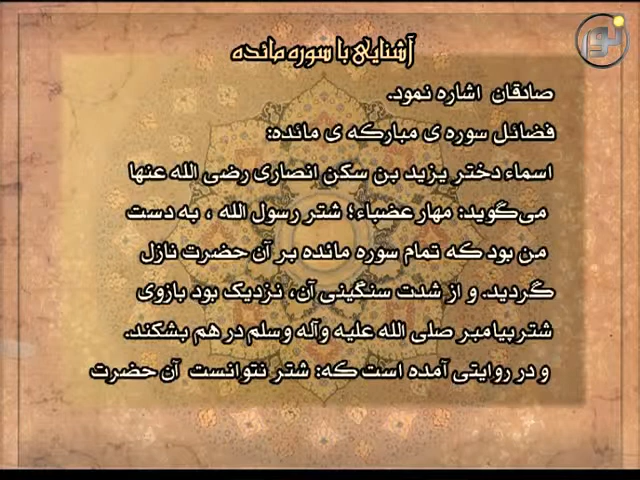 نور
آشنایی با سوره مائده
صادقان اشاره نمود.
فضائل سوره ی مبارکه ی مائده:
اسماء دختر یزید بن سکن انصاری رضی الله عنها
می‌گوید: مهار عضباء؛ شتر رسول الله ، به دست
من بود که تمام سوره مائده بر آن حضرت نازل
گردید. و از شدت سنگینی آن، نزدیک بود بازوی
شترپیامبر صلی الله علیه وآله وسلم در هم بشکند.
و در روایتی آمده است که: شتر نتوانست آن حضرت